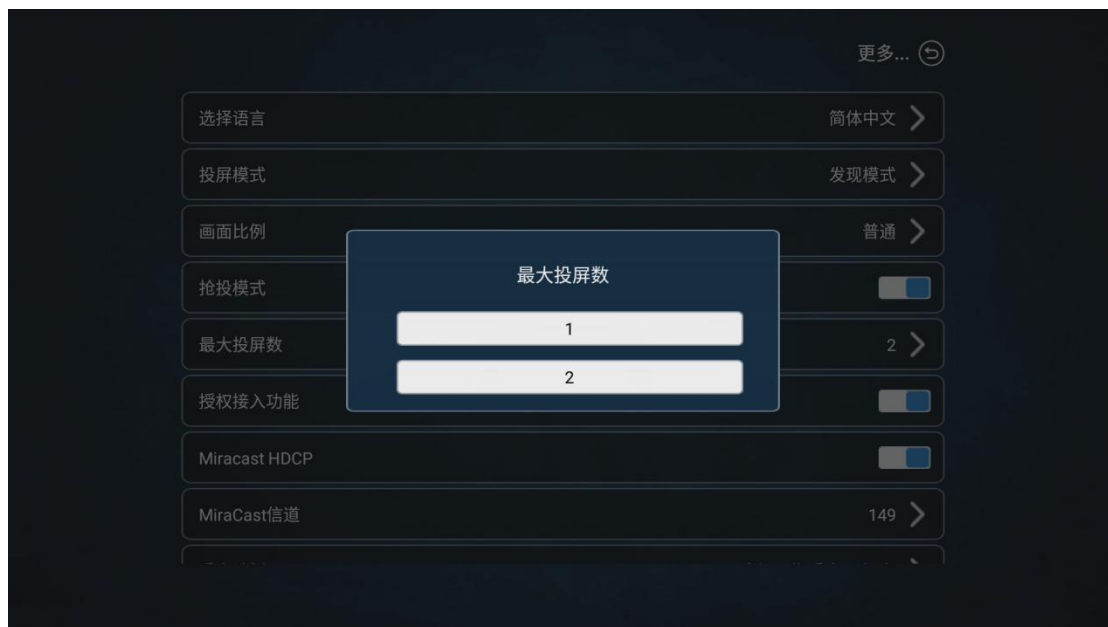 更多...
选择语言 简体中文
投屏模式 发现模式
画面比例 普通
抢投模式
最大投屏数
1
2
最大投屏数 2
授权接入功能
Miracast HDCP
MiraCast信道 149